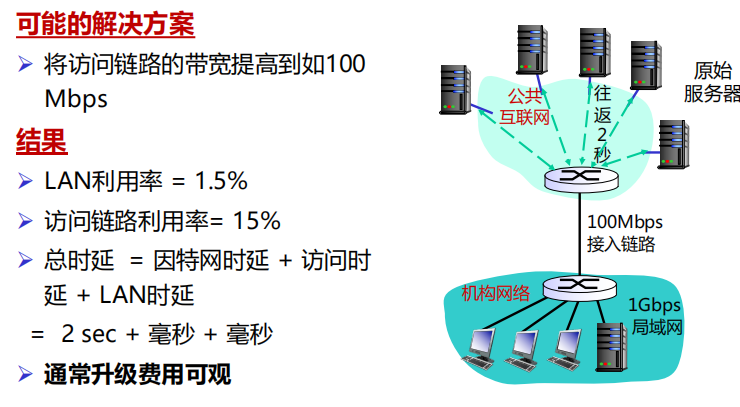 可能的解决方案
将访问链路的带宽提高到如100
Mbps
结果
LAN利用率 = 1.5%
访问链路利用率= 15%
总时延 = 因特网时延 + 访问时
延 + LAN时延
= 2 sec + 毫秒 + 毫秒
通常升级费用可观
原始
服务器
公共
互联网
往
返
2
秒
100Mbps
接入链路
机构网络
1Gbps
局域网